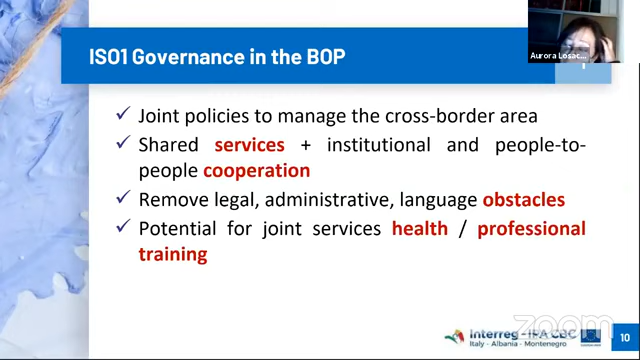 ISO1 Governance in the BOP
Aurora Losac...
✓ Joint policies to manage the cross-border area
✓ Shared services + institutional and people-to-
people cooperation
✓ Remove legal, administrative, language obstacles
✓ Potential for joint services health / professional
training
zoom
Interreg - IPA CBC
Italy - Albania - Montenegro
10